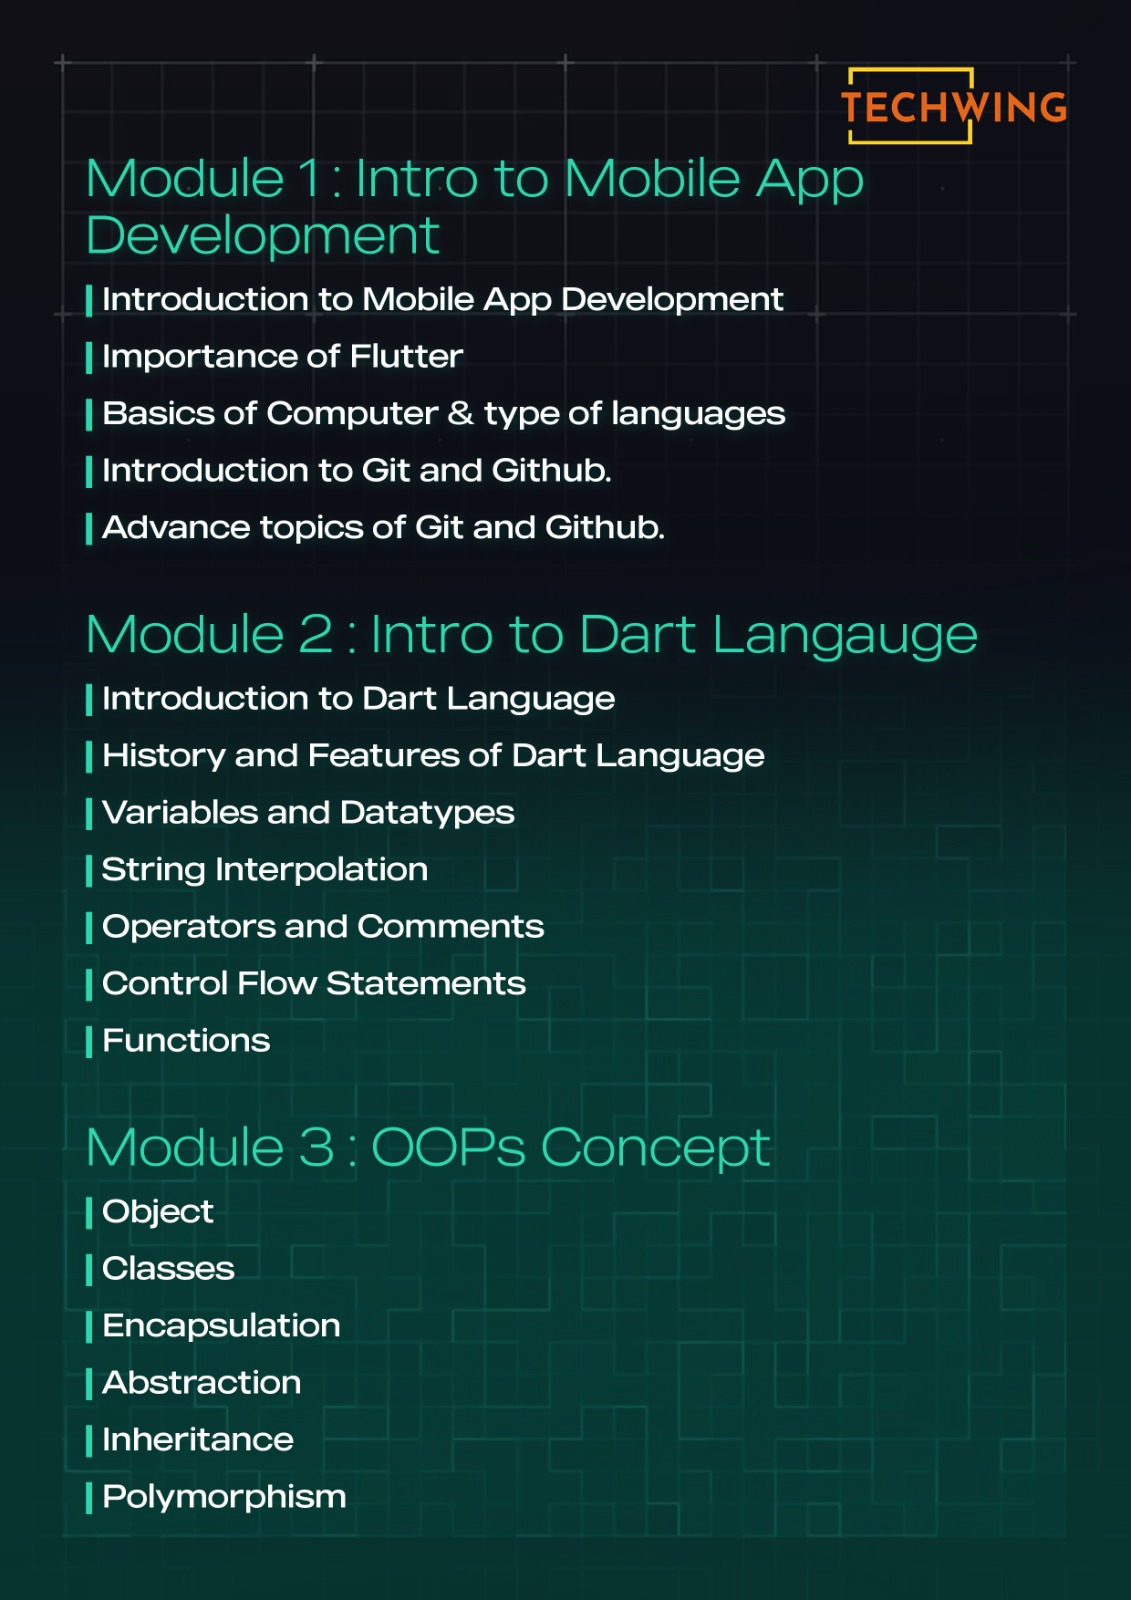 TECHWING
Module 1 : Intro to Mobile App
Development
Introduction to Mobile App Development
Importance of Flutter
Basics of Computer & type of languages
Introduction to Git and Github.
Advance topics of Git and Github.
Module 2 : Intro to Dart Langauge
Introduction to Dart Language
History and Features of Dart Language
Variables and Datatypes
String Interpolation
Operators and Comments
Control Flow Statements
Functions
Module 3 : OOPs Concept
Object
Classes
Encapsulation
Abstraction
Inheritance
Polymorphism